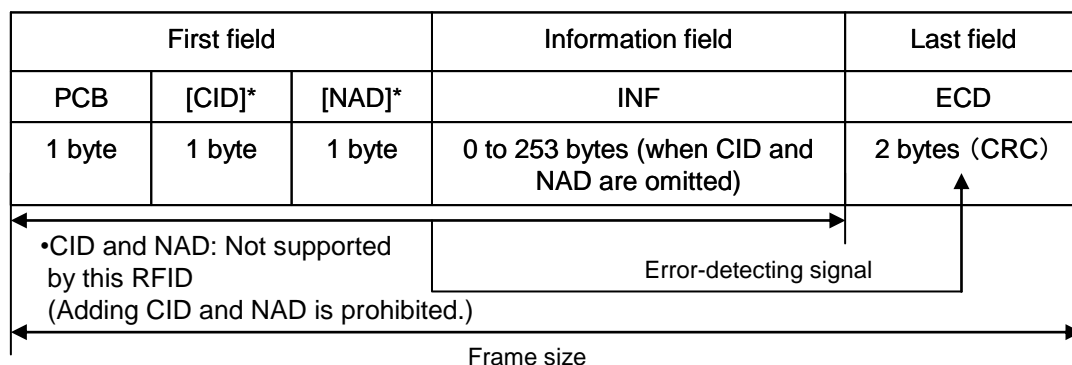 First field Information field Last field
PCB [CID]* [NAD]* INF ECD
1 byte 1 byte 1 byte 0 to 253 bytes (when CID and NAD are omitted) 2 bytes (CRC)
•CID and NAD: Not supported
by this RFID
(Adding CID and NAD is prohibited.)
Error-detecting signal
Frame size